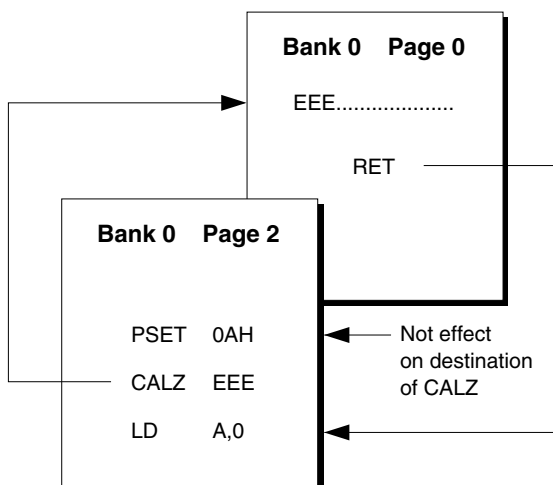 Bank 0 Page 0
EEE....................
RET
Bank 0 Page 2
PSET 0AH
CALZ EEE
LD A,0
Not effect
on destination
of CALZ